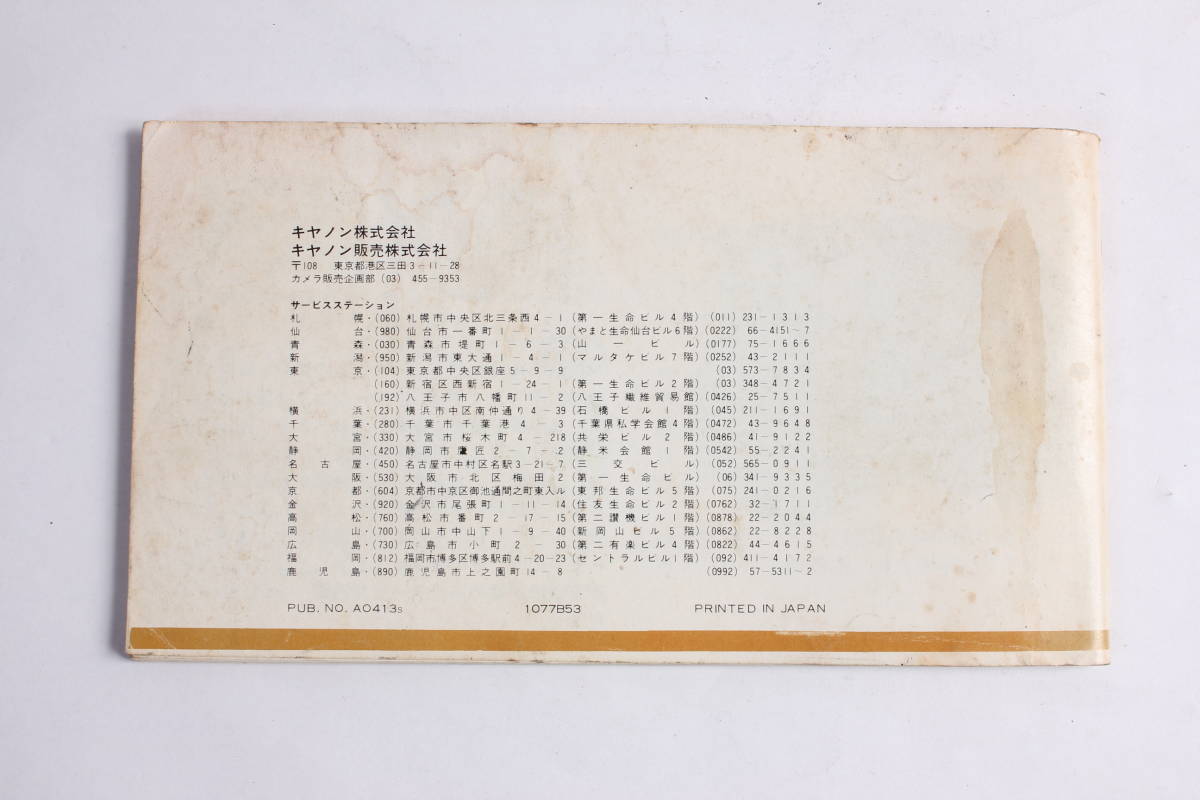 キヤノン株式会社
キヤノン販売株式会社
〒108 東京都港区三田3-11-28
カメラ販売企画部 (03) 455-9353
サービスステーション
札幌・(060) 札幌市中央区北三条西4-1 (第一生命ビル4階) (011) 231-1313
仙台・(980) 仙台市一番町1-1-30 (やまと生命仙台ビル6階) (0222) 66-4151~7
青森・(030) 青森市堤町1-6-3 (山一ビル) (0177) 75-1666
新潟・(950) 新潟市東大通1-4-1 (マルタケビル7階) (0252) 43-2111
東京・(104) 東京都中央区銀座5-9-9 (03) 573-7834
(160) 新宿区西新宿1-24-1 (第一生命ビル2階) (03) 348-4721
(192) 八王子市八幡町11-2 (八王子繊維貿易館) (0426) 25-7511
横浜・(231) 横浜市中区南仲通り4-39 (石橋ビル1階) (045) 211-1691
千葉・(280) 千葉市千葉港4-3 (千葉県私学会館4階) (0472) 43-9648
大宮・(330) 大宮市桜木町4-218 (共栄ビル2階) (0486) 41-9122
静岡・(420) 静岡市鷹匠2-7-2 (静米会館1階) (0542) 55-2241
名古屋・(450) 名古屋市中村区名駅3-21-7 (三交ビル) (052) 565-0911
大阪・(530) 大阪市北区梅田2 (第一生命ビル) (06) 341-9335
京都・(604) 京都市中京区御池通間之町東入ル (東邦生命ビル5階) (075) 241-0216
金沢・(920) 金沢市尾張町1-11-14 (住友生命ビル2階) (0762) 32-1711
高松・(760) 高松市番町2-17-15 (第二讃機ビル1階) (0878) 22-2044
岡山・(700) 岡山市中山下1-9-40 (新岡山ビル5階) (0862) 22-8228
広島・(730) 広島市小町2-30 (第二有楽ビル4階) (0822) 44-4615
福岡・(812) 福岡市博多区博多駅前4-20-23 (セントラルビル1階) (092) 411-4172
鹿児島・(890) 鹿児島市上之園町14-8 (0992) 57-5311~2
PUB. NO. A0413s 1077B53 PRINTED IN JAPAN